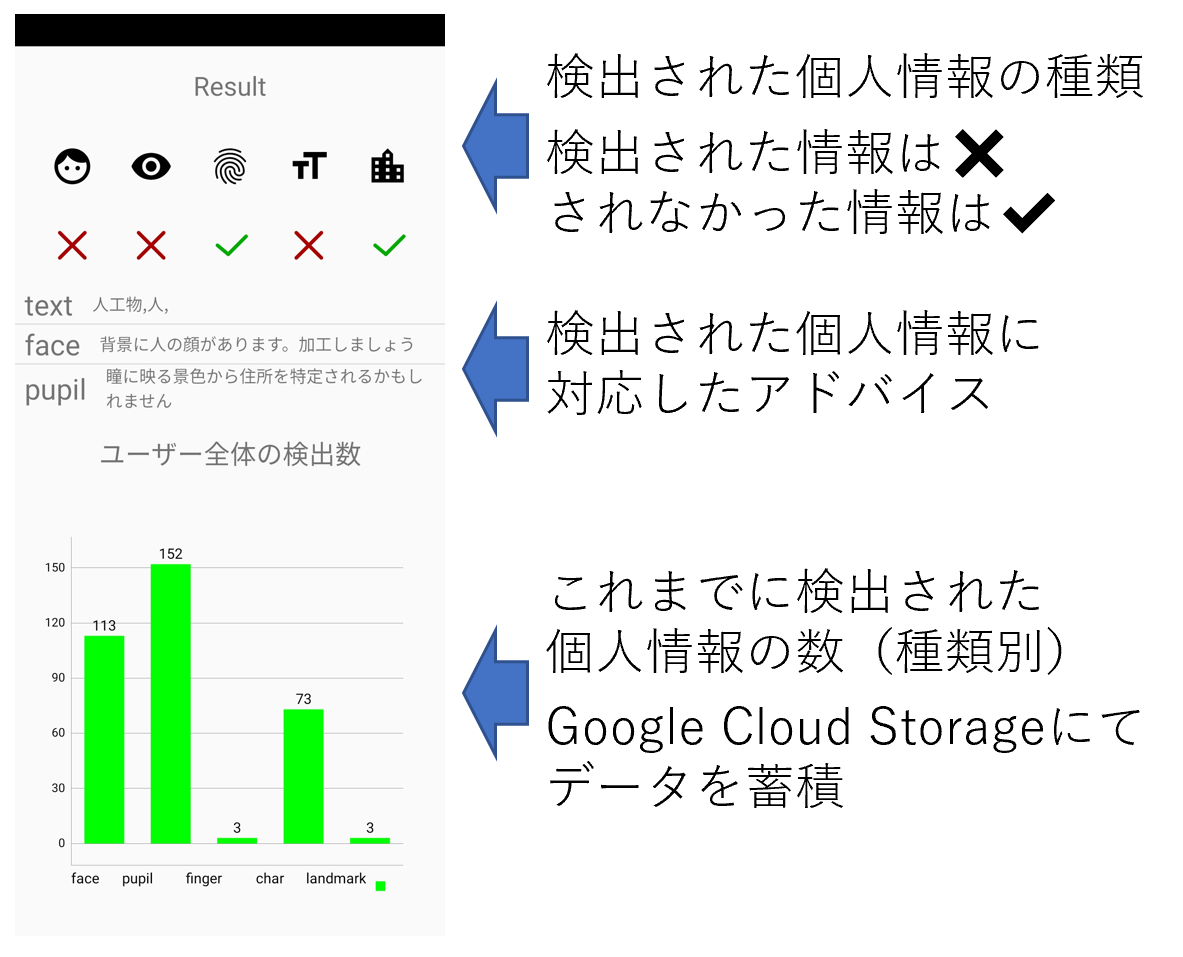 Result
text 人工物,人,
face 背景に人の顔があります。加工しましょう
pupil 瞳に映る景色から住所を特定されるかもし
れません
ユーザー全体の検出数
152
150
113
120
90
73
60
30
3
3
0
face pupil finger char landmark
検出された個人情報の種類
検出された情報は✖
されなかった情報は✔
検出された個人情報に
対応したアドバイス
これまでに検出された
個人情報の数（種類別）
Google Cloud Storageにて
データを蓄積